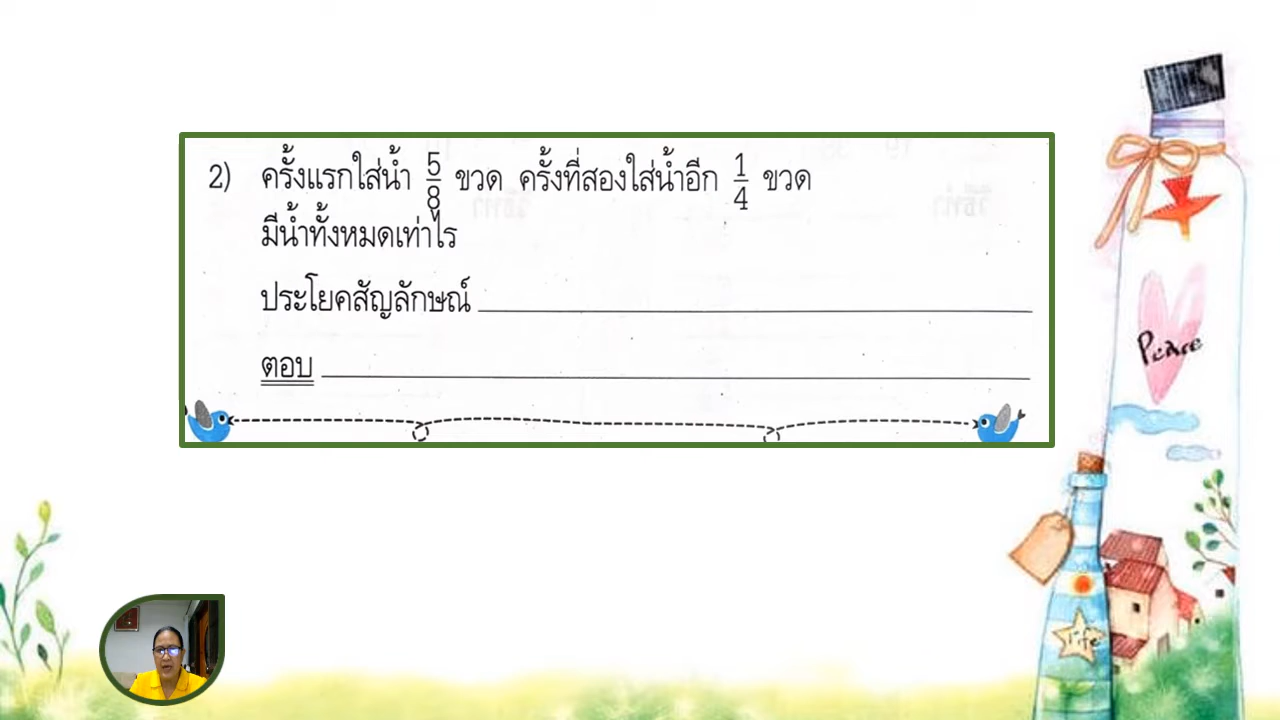 2) ครั้งแรกใส่น้ำ 5/8 ขวด ครั้งที่สองใส่น้ำอีก 1/4 ขวด
มีน้ำทั้งหมดเท่าไร
ประโยคสัญลักษณ์
ตอบ
Peace
life